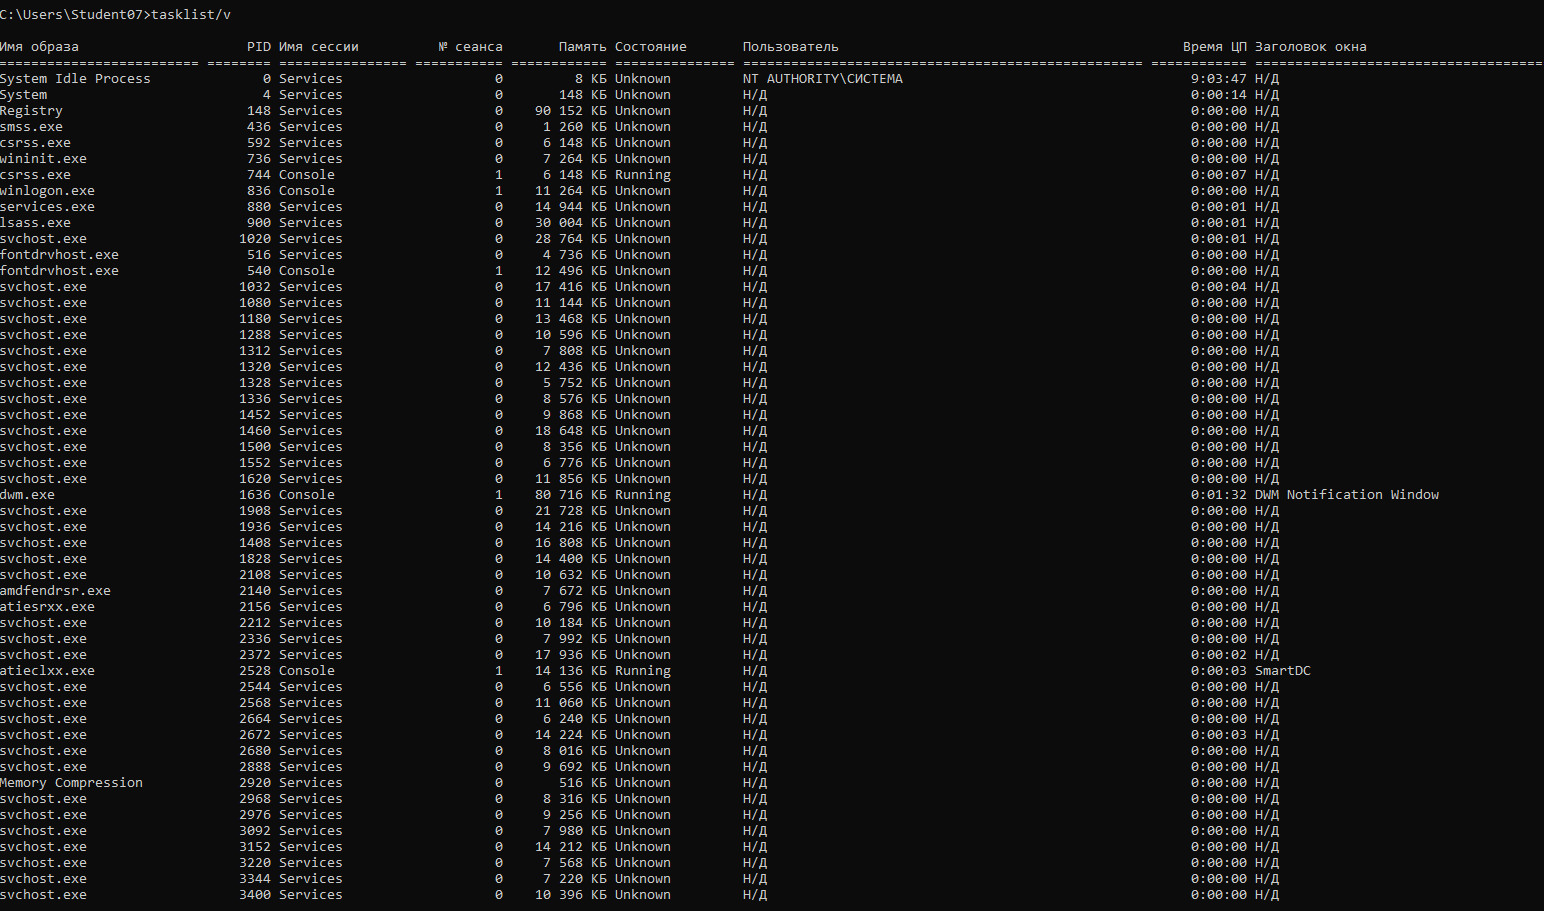 C:\Users\Student07>tasklist/v
Имя образа PID Имя сессии № сеанса Память Состояние Пользователь Время ЦП Заголовок окна
========================= ======== ================ =========== ============ =============== ================================================== ============ ====================================
System Idle Process 0 Services 0 8 КБ Unknown NT AUTHORITY\СИСТЕМА 9:03:47 Н/Д
System 4 Services 0 148 КБ Unknown Н/Д 0:00:14 Н/Д
Registry 148 Services 0 90 152 КБ Unknown Н/Д 0:00:00 Н/Д
smss.exe 436 Services 0 1 260 КБ Unknown Н/Д 0:00:00 Н/Д
csrss.exe 592 Services 0 6 148 КБ Unknown Н/Д 0:00:00 Н/Д
wininit.exe 736 Services 0 7 264 КБ Unknown Н/Д 0:00:00 Н/Д
csrss.exe 744 Console 1 6 148 КБ Running Н/Д 0:00:07 Н/Д
winlogon.exe 836 Console 1 11 264 КБ Unknown Н/Д 0:00:00 Н/Д
services.exe 880 Services 0 14 944 КБ Unknown Н/Д 0:00:01 Н/Д
lsass.exe 900 Services 0 30 004 КБ Unknown Н/Д 0:00:01 Н/Д
svchost.exe 1020 Services 0 28 764 КБ Unknown Н/Д 0:00:01 Н/Д
fontdrvhost.exe 516 Services 0 4 736 КБ Unknown Н/Д 0:00:00 Н/Д
fontdrvhost.exe 540 Console 1 12 496 КБ Unknown Н/Д 0:00:00 Н/Д
svchost.exe 1032 Services 0 17 416 КБ Unknown Н/Д 0:00:04 Н/Д
svchost.exe 1080 Services 0 11 144 КБ Unknown Н/Д 0:00:00 Н/Д
svchost.exe 1180 Services 0 13 468 КБ Unknown Н/Д 0:00:00 Н/Д
svchost.exe 1288 Services 0 10 596 КБ Unknown Н/Д 0:00:00 Н/Д
svchost.exe 1312 Services 0 7 808 КБ Unknown Н/Д 0:00:00 Н/Д
svchost.exe 1320 Services 0 12 436 КБ Unknown Н/Д 0:00:00 Н/Д
svchost.exe 1328 Services 0 5 752 КБ Unknown Н/Д 0:00:00 Н/Д
svchost.exe 1336 Services 0 8 576 КБ Unknown Н/Д 0:00:00 Н/Д
svchost.exe 1452 Services 0 9 868 КБ Unknown Н/Д 0:00:00 Н/Д
svchost.exe 1460 Services 0 18 648 КБ Unknown Н/Д 0:00:00 Н/Д
svchost.exe 1500 Services 0 8 356 КБ Unknown Н/Д 0:00:00 Н/Д
svchost.exe 1552 Services 0 6 776 КБ Unknown Н/Д 0:00:00 Н/Д
svchost.exe 1620 Services 0 11 856 КБ Unknown Н/Д 0:00:00 Н/Д
dwm.exe 1636 Console 1 80 716 КБ Running Н/Д 0:01:32 DWM Notification Window
svchost.exe 1908 Services 0 21 728 КБ Unknown Н/Д 0:00:00 Н/Д
svchost.exe 1936 Services 0 14 216 КБ Unknown Н/Д 0:00:00 Н/Д
svchost.exe 1408 Services 0 16 808 КБ Unknown Н/Д 0:00:00 Н/Д
svchost.exe 1828 Services 0 14 400 КБ Unknown Н/Д 0:00:00 Н/Д
svchost.exe 2108 Services 0 10 632 КБ Unknown Н/Д 0:00:00 Н/Д
amdfendrsr.exe 2140 Services 0 7 672 КБ Unknown Н/Д 0:00:00 Н/Д
atiesrxx.exe 2156 Services 0 6 796 КБ Unknown Н/Д 0:00:00 Н/Д
svchost.exe 2212 Services 0 10 184 КБ Unknown Н/Д 0:00:00 Н/Д
svchost.exe 2336 Services 0 7 992 КБ Unknown Н/Д 0:00:00 Н/Д
svchost.exe 2372 Services 0 17 936 КБ Unknown Н/Д 0:00:02 Н/Д
atieclxx.exe 2528 Console 1 14 136 КБ Running Н/Д 0:00:03 SmartDC
svchost.exe 2544 Services 0 6 556 КБ Unknown Н/Д 0:00:00 Н/Д
svchost.exe 2568 Services 0 11 060 КБ Unknown Н/Д 0:00:00 Н/Д
svchost.exe 2664 Services 0 6 240 КБ Unknown Н/Д 0:00:00 Н/Д
svchost.exe 2672 Services 0 14 224 КБ Unknown Н/Д 0:00:03 Н/Д
svchost.exe 2680 Services 0 8 016 КБ Unknown Н/Д 0:00:00 Н/Д
svchost.exe 2888 Services 0 9 692 КБ Unknown Н/Д 0:00:00 Н/Д
Memory Compression 2920 Services 0 516 КБ Unknown Н/Д 0:00:00 Н/Д
svchost.exe 2968 Services 0 8 316 КБ Unknown Н/Д 0:00:00 Н/Д
svchost.exe 2976 Services 0 9 256 КБ Unknown Н/Д 0:00:00 Н/Д
svchost.exe 3092 Services 0 7 980 КБ Unknown Н/Д 0:00:00 Н/Д
svchost.exe 3152 Services 0 14 212 КБ Unknown Н/Д 0:00:00 Н/Д
svchost.exe 3220 Services 0 7 568 КБ Unknown Н/Д 0:00:00 Н/Д
svchost.exe 3344 Services 0 7 220 КБ Unknown Н/Д 0:00:00 Н/Д
svchost.exe 3400 Services 0 10 396 КБ Unknown Н/Д 0:00:00 Н/Д